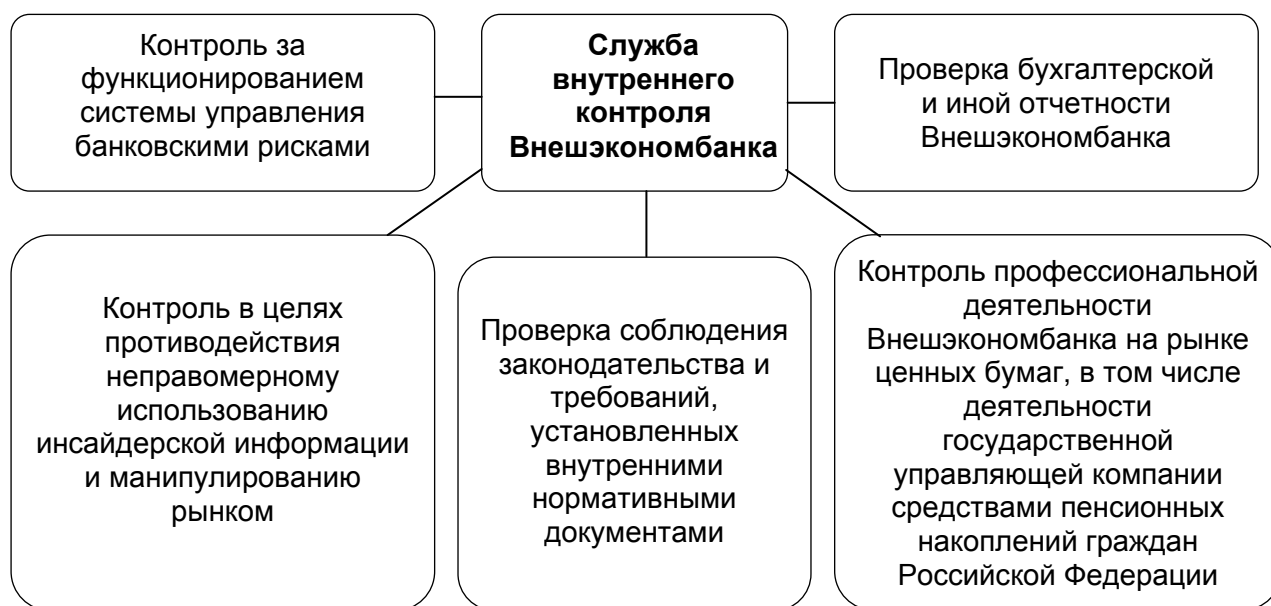 Контроль за
функционированием
системы управления
банковскими рисками
Служба
внутреннего
контроля
Внешэкономбанка
Проверка бухгалтерской
и иной отчетности
Внешэкономбанка
Контроль в целях
противодействия
неправомерному
использованию
инсайдерской информации
и манипулированию
рынком
Проверка соблюдения
законодательства и
требований,
установленных
внутренними
нормативными
документами
Контроль профессиональной
деятельности
Внешэкономбанка на рынке
ценных бумаг, в том числе
деятельности
государственной
управляющей компании
средствами пенсионных
накоплений граждан
Российской Федерации